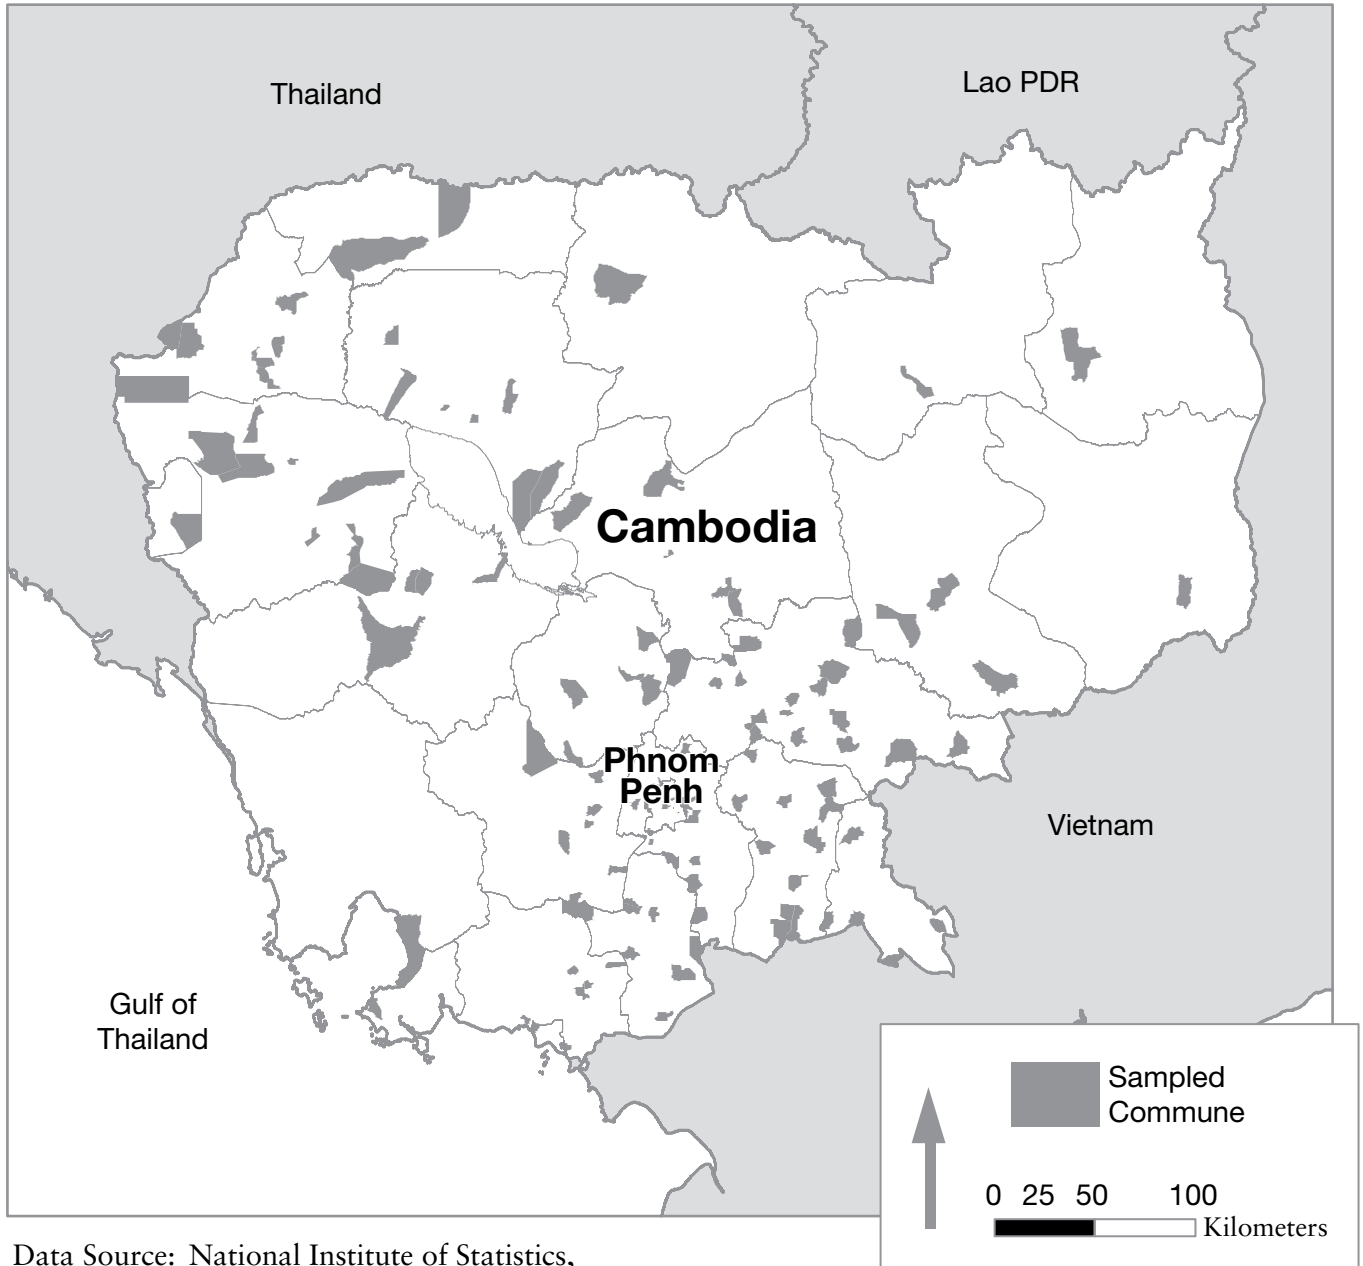 Thailand
Lao PDR
Cambodia
Phnom
Penh
Vietnam
Gulf of
Thailand
Sampled
Commune
0 25 50 100
Kilometers
Data Source: National Institute of Statistics,